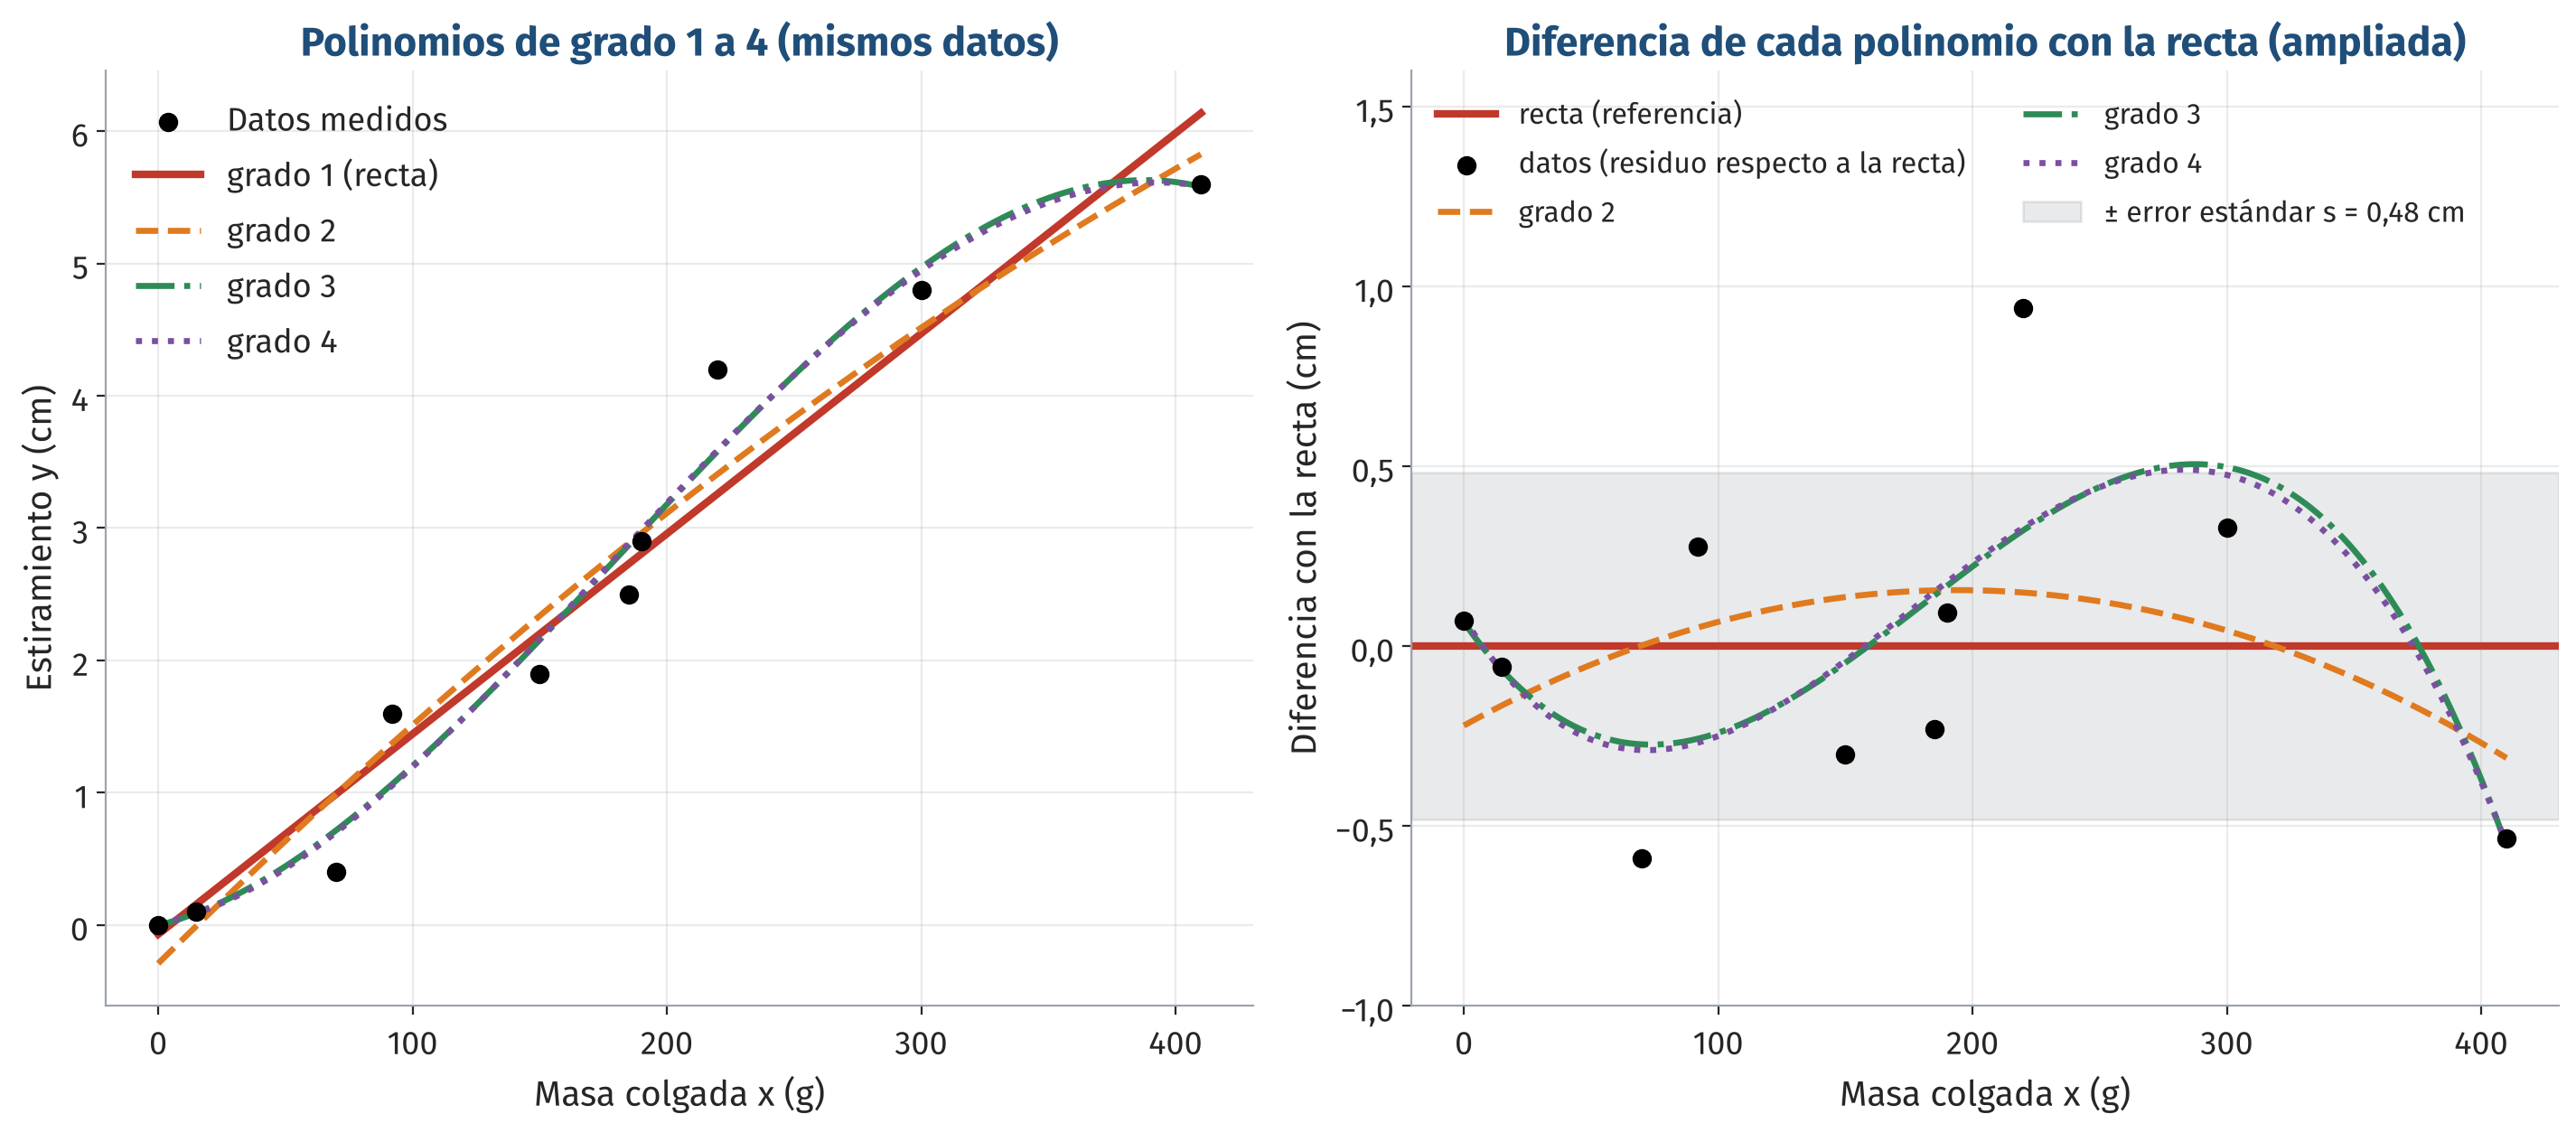 Polinomios de grado 1 a 4 (mismos datos)
Datos medidos
grado 1 (recta)
grado 2
grado 3
grado 4
Estiramiento y (cm)
6
5
4
3
2
1
0
0 100 200 300 400
Masa colgada x (g)
Diferencia de cada polinomio con la recta (ampliada)
recta (referencia)
datos (residuo respecto a la recta)
grado 2
grado 3
grado 4
± error estándar s = 0,48 cm
Diferencia con la recta (cm)
1,5
1,0
0,5
0,0
−0,5
−1,0
0 100 200 300 400
Masa colgada x (g)